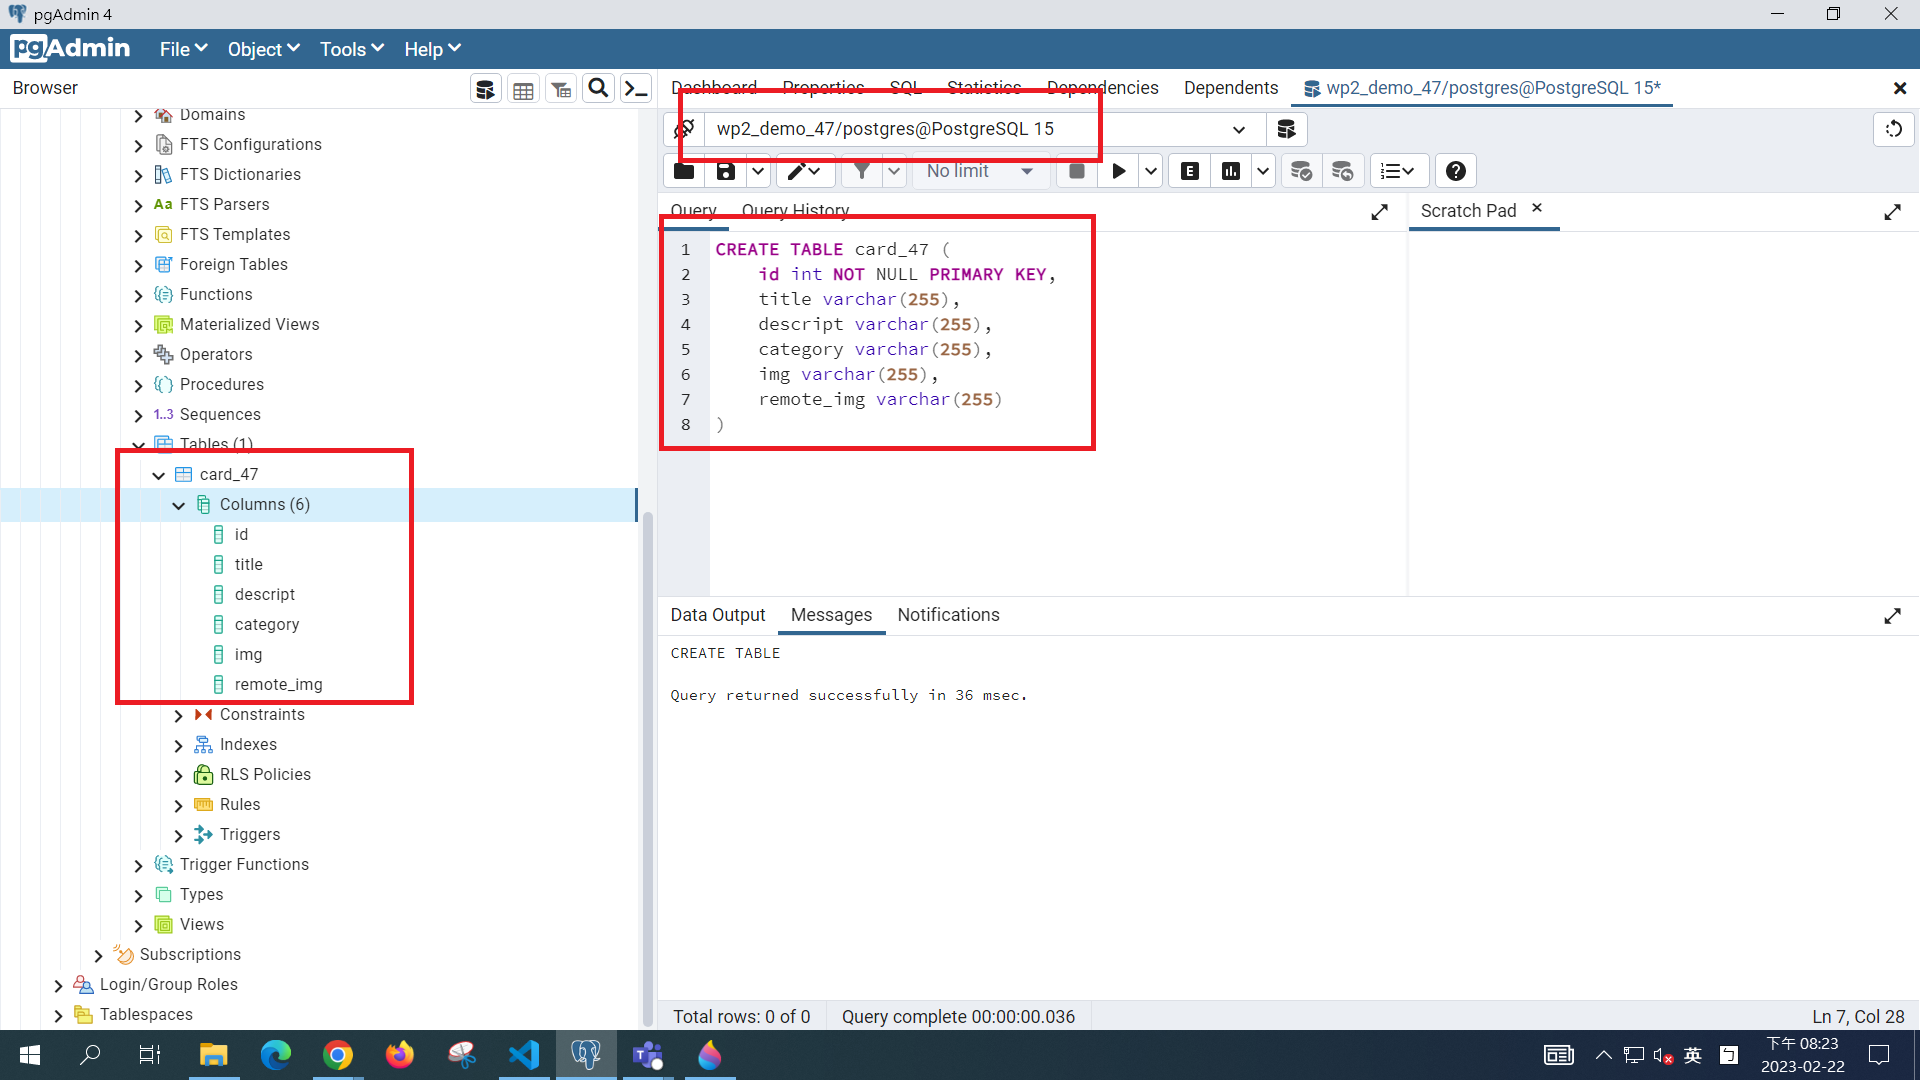 pgAdmin 4
pgAdmin File Object Tools Help
Browser
Dashboard Properties SQL Statistics Dependencies Dependents wp2_demo_47/postgres@PostgreSQL 15*
Domains
FTS Configurations
FTS Dictionaries
Aa FTS Parsers
FTS Templates
Foreign Tables
Functions
Materialized Views
Operators
Procedures
1..3 Sequences
Tables (1)
card_47
Columns (6)
id
title
descript
category
img
remote_img
Constraints
Indexes
RLS Policies
Rules
Triggers
Trigger Functions
Types
Views
Subscriptions
Login/Group Roles
Tablespaces
wp2_demo_47/postgres@PostgreSQL 15
No limit
E
Query Query History
Scratch Pad
1 CREATE TABLE card_47 (
2 id int NOT NULL PRIMARY KEY,
3 title varchar(255),
4 descript varchar(255),
5 category varchar(255),
6 img varchar(255),
7 remote_img varchar(255)
8 )
Data Output Messages Notifications
CREATE TABLE
Query returned successfully in 36 msec.
Total rows: 0 of 0 Query complete 00:00:00.036 Ln 7, Col 28
英 ㄅ 下午 08:23
2023-02-22